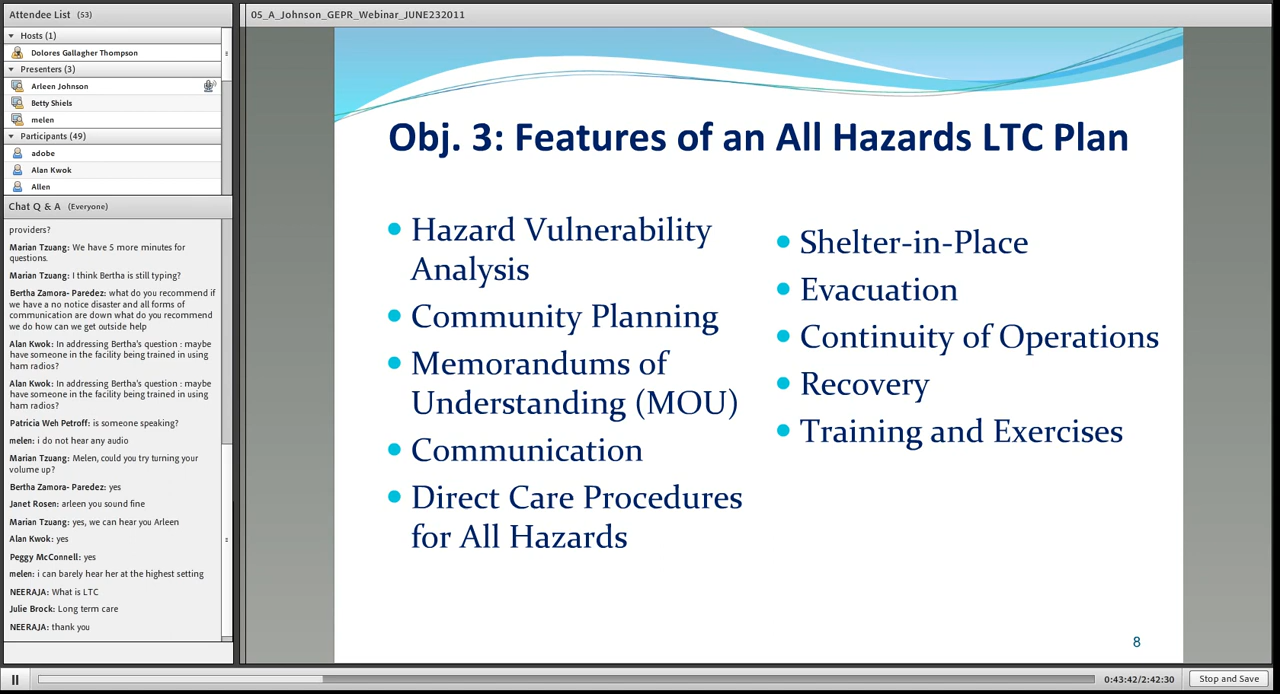 Attendee List (53)
Hosts (1)
Dolores Gallagher Thompson
Presenters (3)
Arleen Johnson
Betty Shiels
melen
Participants (49)
adobe
Alan Kwok
Allen
Chat Q & A (Everyone)
providers?
Marian Tzuang: We have 5 more minutes for
questions.
Marian Tzuang: I think Bertha is still typing?
Bertha Zamora- Paredez: what do you recommend if
we have a no notice disaster and all forms of
communication are down what do you recommend
we do how can we get outside help
Alan Kwok: In addressing Bertha's question : maybe
have someone in the facility being trained in using
ham radios?
Alan Kwok: In addressing Bertha's question : maybe
have someone in the facility being trained in using
ham radios?
Patricia Weh Petroff: is someone speaking?
melen: i do not hear any audio
Marian Tzuang: Melen, could you try turning your
volume up?
Bertha Zamora- Paredez: yes
Janet Rosen: arleen you sound fine
Marian Tzuang: yes, we can hear you Arleen
Alan Kwok: yes
Peggy McConnell: yes
melen: i can barely hear her at the highest setting
NEERAJA: What is LTC
Julie Brock: Long term care
NEERAJA: thank you
05_A_Johnson_GEPR_Webinar_JUNE232011
Obj. 3: Features of an All Hazards LTC Plan
Hazard Vulnerability
Analysis
Community Planning
Memorandums of
Understanding (MOU)
Communication
Direct Care Procedures
for All Hazards
Shelter-in-Place
Evacuation
Continuity of Operations
Recovery
Training and Exercises
8
0:43:42/2:42:30
Stop and Save